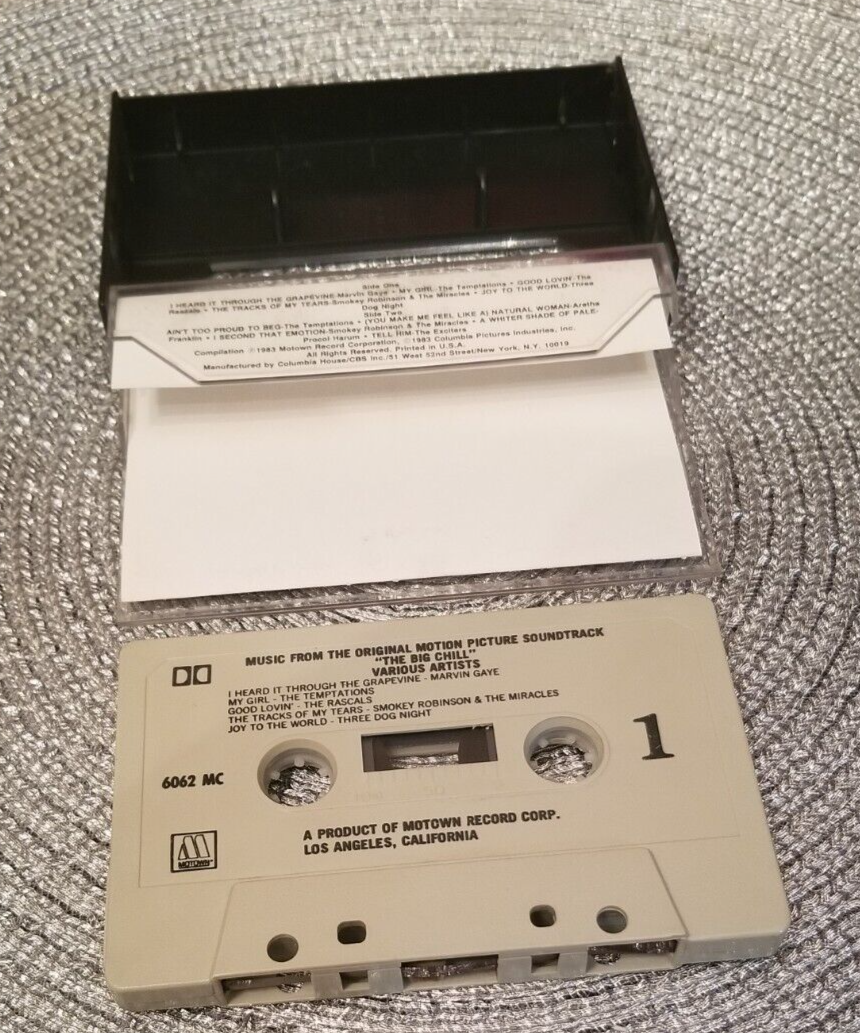 Side One
I HEARD IT THROUGH THE GRAPEVINE-Marvin Gaye • MY GIRL-The Temptations • GOOD LOVIN'-The
Rascals • THE TRACKS OF MY TEARS-Smokey Robinson & The Miracles • JOY TO THE WORLD-Three
Dog Night
Side Two
AIN'T TOO PROUD TO BEG-The Temptations • (YOU MAKE ME FEEL LIKE A) NATURAL WOMAN-Aretha
Franklin • I SECOND THAT EMOTION-Smokey Robinson & The Miracles • A WHITER SHADE OF PALE-
Procol Harum • TELL HIM-The Exciters
Compilation ℗1983 Motown Record Corporation, ©1983 Columbia Pictures Industries, Inc.
All Rights Reserved. Printed in U.S.A.
Manufactured by Columbia House/CBS Inc./51 West 52nd Street/New York, N.Y. 10019
MUSIC FROM THE ORIGINAL MOTION PICTURE SOUNDTRACK
"THE BIG CHILL"
VARIOUS ARTISTS
I HEARD IT THROUGH THE GRAPEVINE - MARVIN GAYE
MY GIRL - THE TEMPTATIONS
GOOD LOVIN' - THE RASCALS
THE TRACKS OF MY TEARS - SMOKEY ROBINSON & THE MIRACLES
JOY TO THE WORLD - THREE DOG NIGHT
1
6062 MC
A PRODUCT OF MOTOWN RECORD CORP.
LOS ANGELES, CALIFORNIA
M
MOTOWN